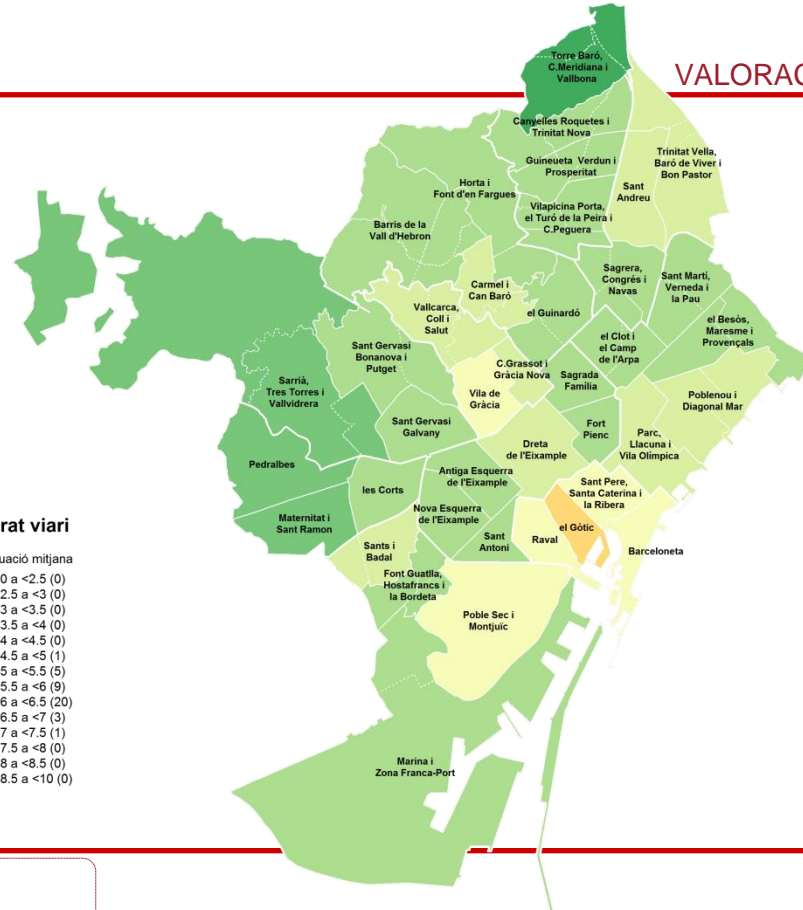 VALORAC
Torre Baró,
C.Meridiana i
Vallbona
Canyelles Roquetes i
Trinitat Nova
Guineueta Verdun i
Prosperitat
Trinitat Vella,
Baró de Viver i
Bon Pastor
Sant
Andreu
Horta i
Font d'en Fargues
Vilapicina Porta,
el Turó de la Peira i
C.Peguera
Barris de la
Vall d'Hebron
Sagrera,
Congrés i
Navas
Sant Martí,
Verneda i
la Pau
Carmel i
Can Baró
Vallcarca,
Coll i
Salut
el Guinardó
el Besòs,
Maresme i
Provençals
el Clot i
el Camp
de l'Arpa
Sant Gervasi
Bonanova i
Putget
C.Grassot i
Gràcia Nova
Sagrada
Família
Sarrià,
Tres Torres i
Vallvidrera
Vila de
Gràcia
Poblenou i
Diagonal Mar
Sant Gervasi
Galvany
Fort
Pienc
Parc,
Llacuna i
Vila Olímpica
Dreta
de l'Eixample
Pedralbes
Antiga Esquerra
de l'Eixample
les Corts
Sant Pere,
Santa Caterina i
la Ribera
Maternitat i
Sant Ramon
Nova Esquerra
de l'Eixample
el Gòtic
Sant
Antoni
Raval
Barceloneta
Sants i
Badal
Font Guatlla,
Hostafrancs i
la Bordeta
Poble Sec i
Montjuïc
Marina i
Zona Franca-Port
rat viari
uació mitjana
0 a <2.5 (0)
2.5 a <3 (0)
3 a <3.5 (0)
3.5 a <4 (0)
4 a <4.5 (0)
4.5 a <5 (1)
5 a <5.5 (5)
5.5 a <6 (9)
6 a <6.5 (20)
6.5 a <7 (3)
7 a <7.5 (1)
7.5 a <8 (0)
8 a <8.5 (0)
8.5 a <10 (0)